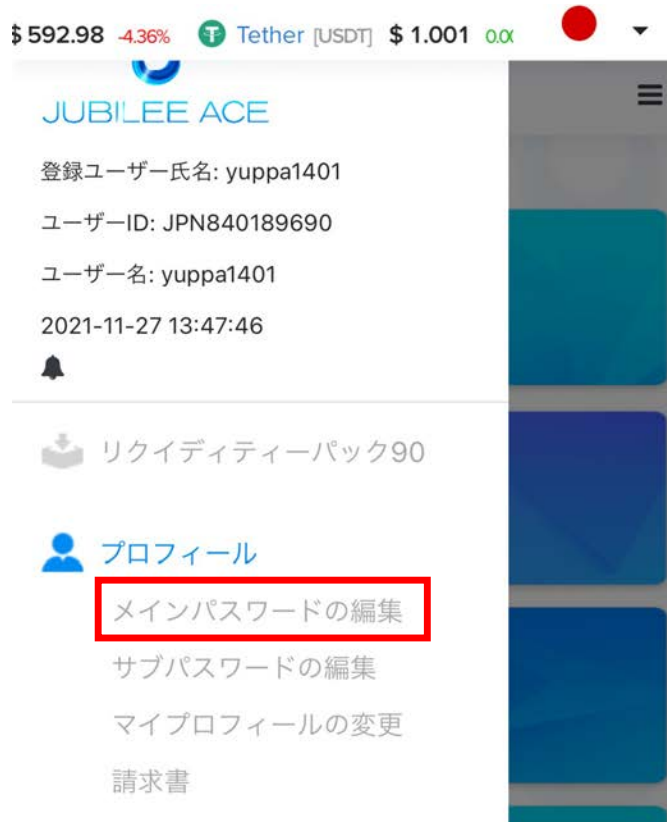 $ 592.98 -4.36% Tether [USDT] $ 1.001 0.0
JUBILEE ACE
登録ユーザー氏名: yuppa1401
ユーザーID: JPN840189690
ユーザー名: yuppa1401
2021-11-27 13:47:46
リクイディティーパック90
プロフィール
メインパスワードの編集
サブパスワードの編集
マイプロフィールの変更
請求書